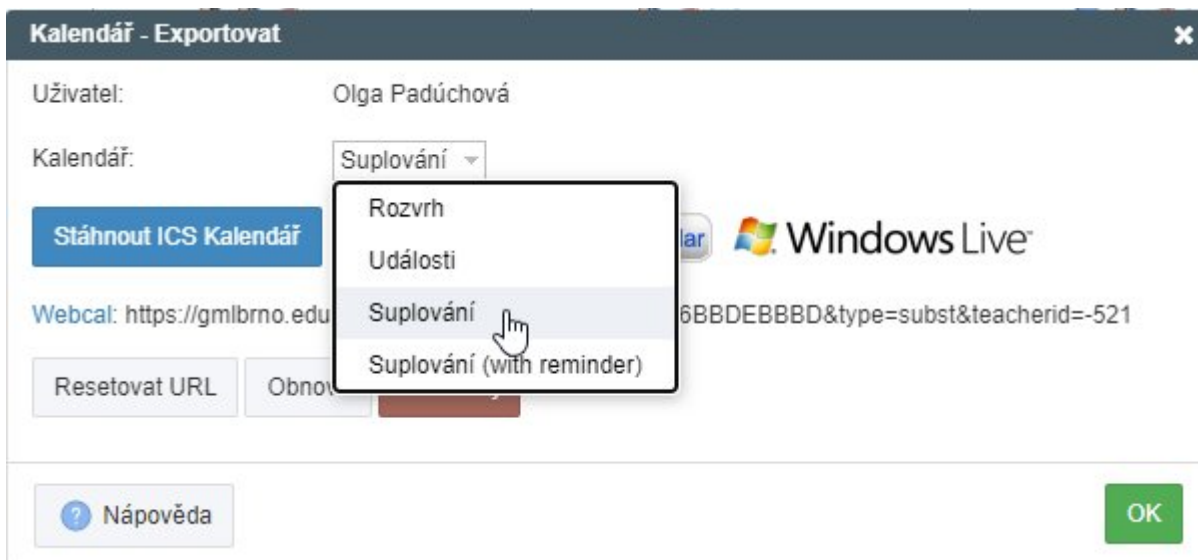 Kalendář - Exportovat
Uživatel: Olga Padúchová
Kalendář: Suplování
Rozvrh
Stáhnout ICS Kalendář lar Windows Live
Události
Suplování
Webcal: https://gmlbrno.edu 6BBDEBBBD&type=subst&teacherid=-521
Suplování (with reminder)
Resetovat URL Obnov
Nápověda OK